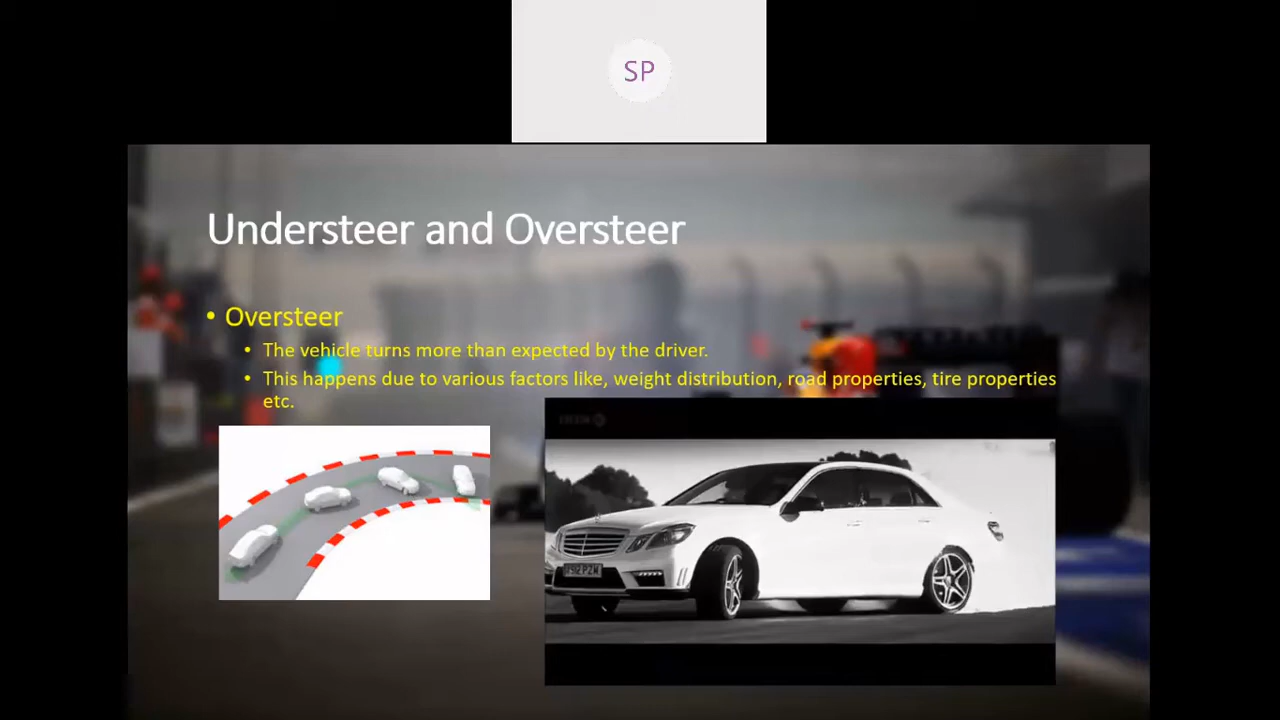 SP
Understeer and Oversteer
• Oversteer
• The vehicle turns more than expected by the driver.
• This happens due to various factors like, weight distribution, road properties, tire properties
etc.